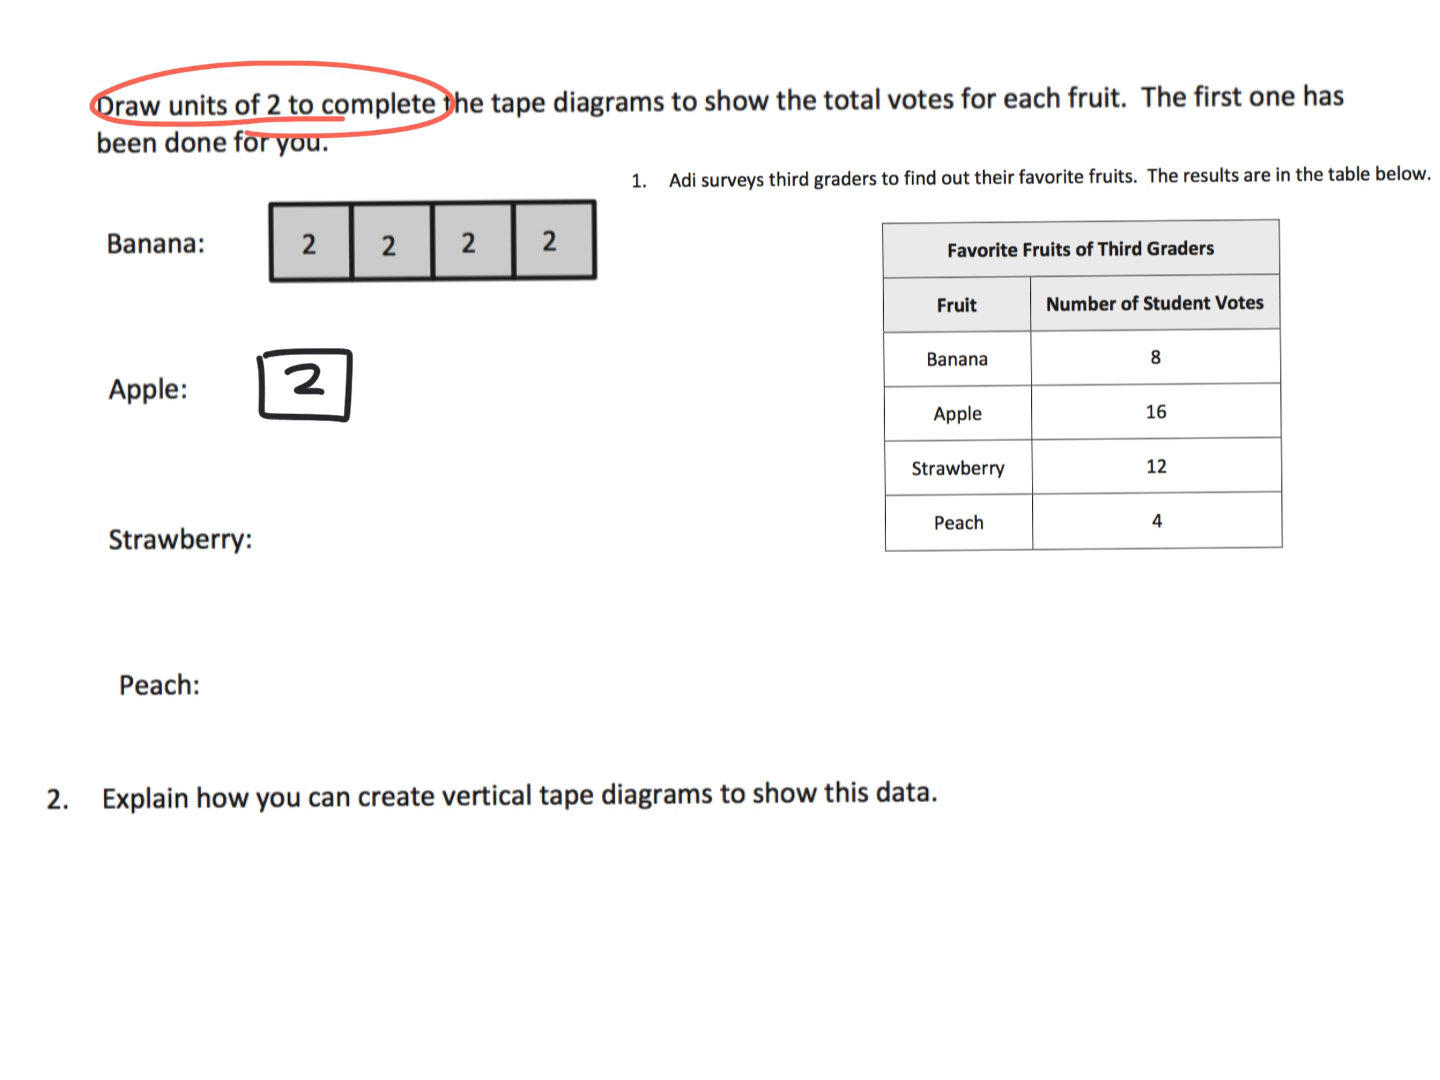 Draw units of 2 to complete the tape diagrams to show the total votes for each fruit. The first one has
been done for you.
1. Adi surveys third graders to find out their favorite fruits. The results are in the table below.
Banana: 2 2 2 2
Favorite Fruits of Third Graders
Fruit Number of Student Votes
Banana 8
Apple 16
Strawberry 12
Peach 4
Apple: 2
Strawberry:
Peach:
2. Explain how you can create vertical tape diagrams to show this data.